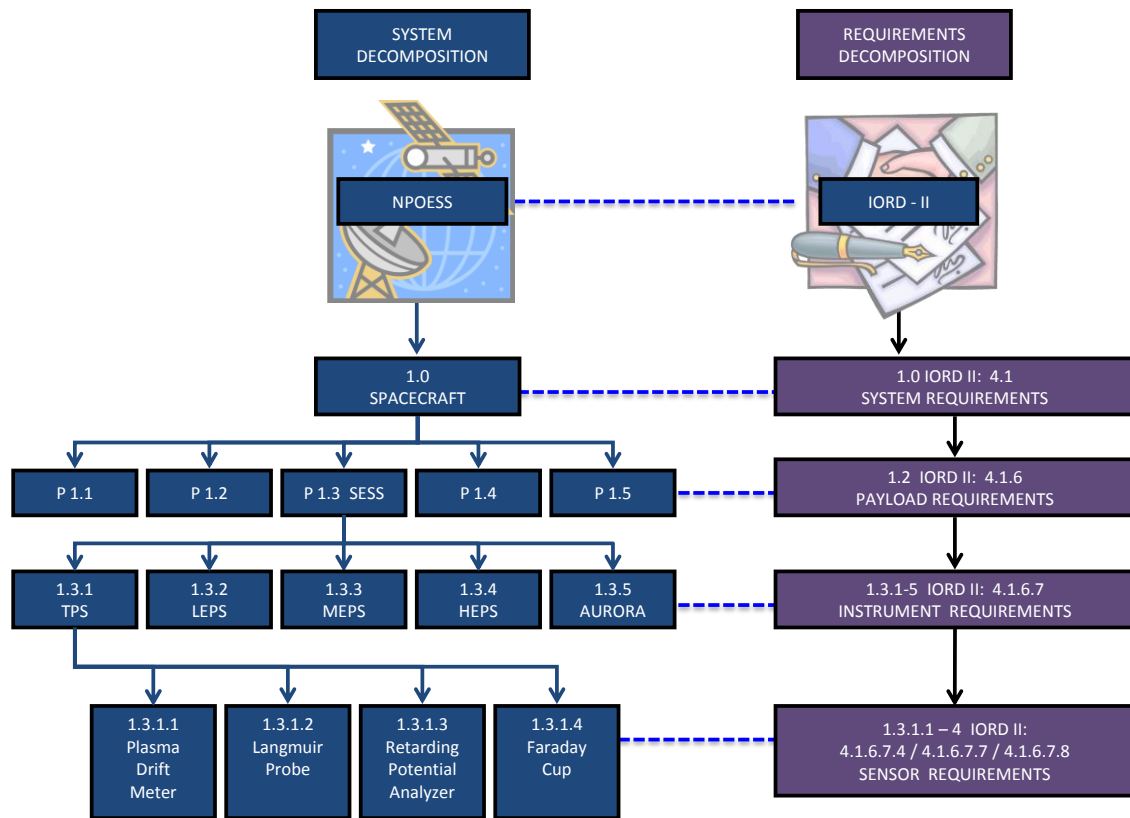 SYSTEM
DECOMPOSITION
REQUIREMENTS
DECOMPOSITION
NPOESS
IORD - II
1.0
SPACECRAFT
1.0 IORD II: 4.1
SYSTEM REQUIREMENTS
P 1.1
P 1.2
P 1.3 SESS
P 1.4
P 1.5
1.2 IORD II: 4.1.6
PAYLOAD REQUIREMENTS
1.3.1
TPS
1.3.2
LEPS
1.3.3
MEPS
1.3.4
HEPS
1.3.5
AURORA
1.3.1-5 IORD II: 4.1.6.7
INSTRUMENT REQUIREMENTS
1.3.1.1
Plasma
Drift
Meter
1.3.1.2
Langmuir
Probe
1.3.1.3
Retarding
Potential
Analyzer
1.3.1.4
Faraday
Cup
1.3.1.1 – 4 IORD II:
4.1.6.7.4 / 4.1.6.7.7 / 4.1.6.7.8
SENSOR REQUIREMENTS